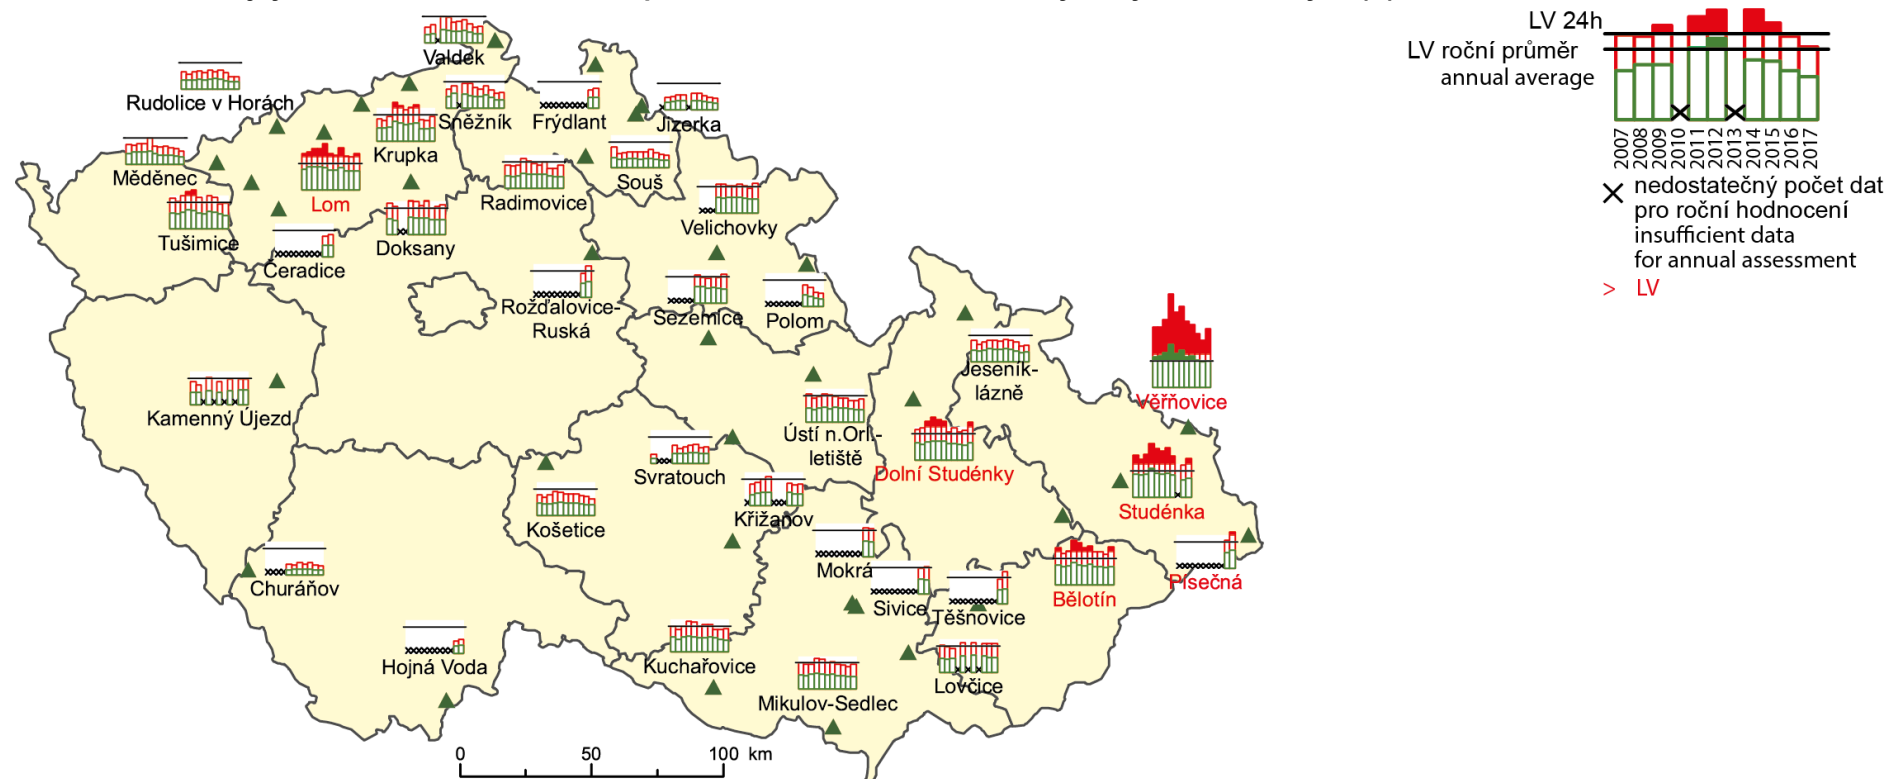 LV 24h
LV roční průměr
annual average
2007
2008
2009
2010
2011
2012
2013
2014
2015
2016
2017
nedostatečný počet dat
pro roční hodnocení
insufficient data
for annual assessment
> LV
Valdek
Rudolice v Horách
Sněžník
Frýdlant
Jizerka
Krupka
Měděnec
Souš
Lom
Radimovice
Velichovky
Tušimice
Doksany
Čeradice
Rožďalovice-
Ruská
Sezemice
Polom
Jeseník-
lázně
Věřňovice
Kamenný Újezd
Ústí n.Orl.-
letiště
Svratouch
Dolní Studénky
Studénka
Košetice
Křižanov
Mokrá
Churáňov
Sivice
Těšnovice
Bělotín
Písečná
Hojná Voda
Kuchařovice
Lovčice
Mikulov-Sedlec
0 50 100 km